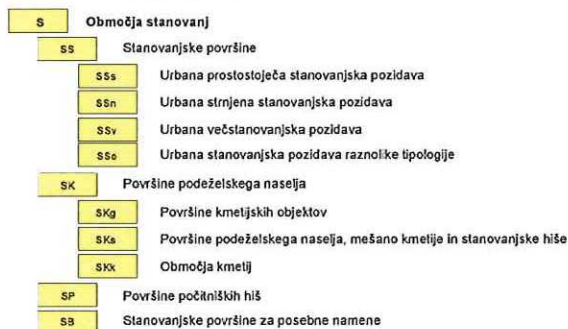 S Območja stanovanj
SS Stanovanjske površine
SSs Urbana prostostoječa stanovanjska pozidava
SSn Urbana strnjena stanovanjska pozidava
SSv Urbana večstanovanjska pozidava
SSo Urbana stanovanjska pozidava raznolike tipologije
SK Površine podeželskega naselja
SKg Površine kmetijskih objektov
SKs Površine podeželskega naselja, mešano kmetije in stanovanjske hiše
SKk Območja kmetij
SP Površine počitniških hiš
SB Stanovanjske površine za posebne namene